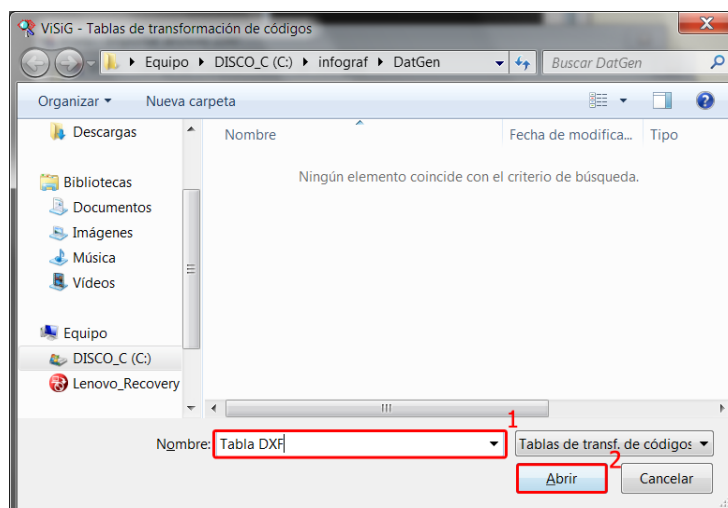 ViSiG - Tablas de transformación de códigos
Equipo DISCO_C (C:) infograf DatGen
Buscar DatGen
Organizar
Nueva carpeta
Descargas
Bibliotecas
Documentos
Imágenes
Música
Vídeos
Equipo
DISCO_C (C:)
Lenovo_Recovery
Nombre Fecha de modifica... Tipo
Ningún elemento coincide con el criterio de búsqueda.
1
Nombre: Tabla DXF
Tablas de transf. de códigos
2
Abrir
Cancelar